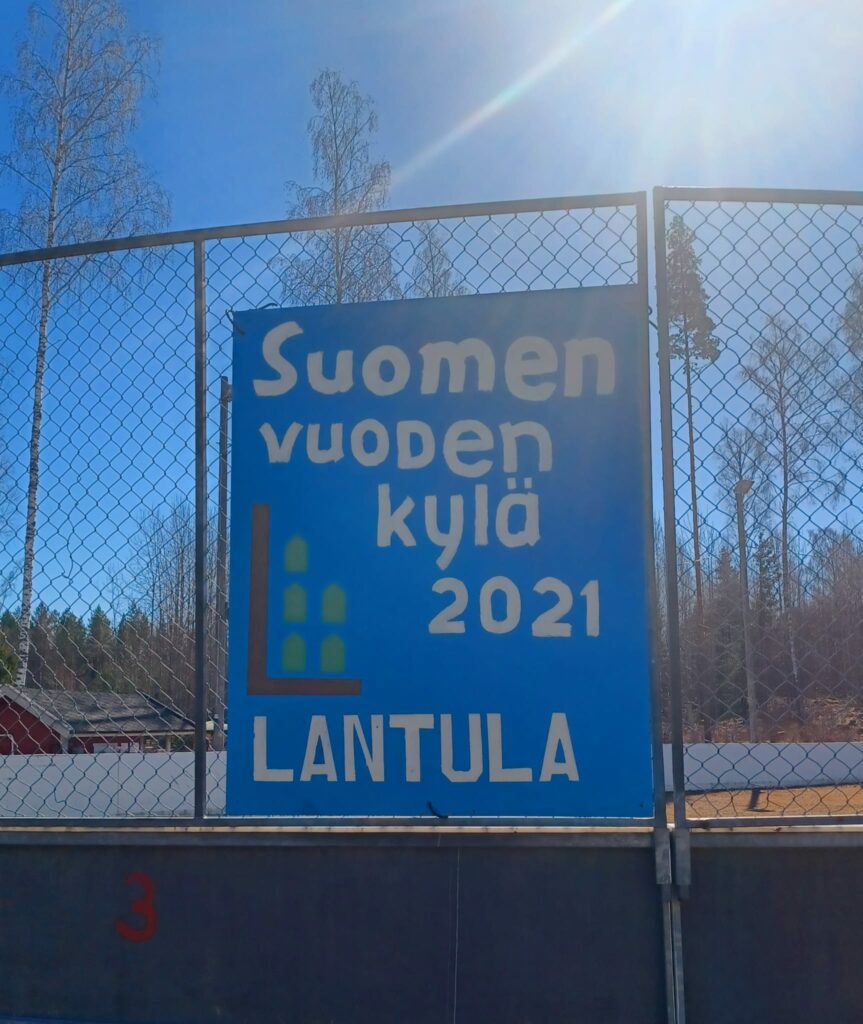 Suomen
vuoden
kylä
2021
LANTULA
3